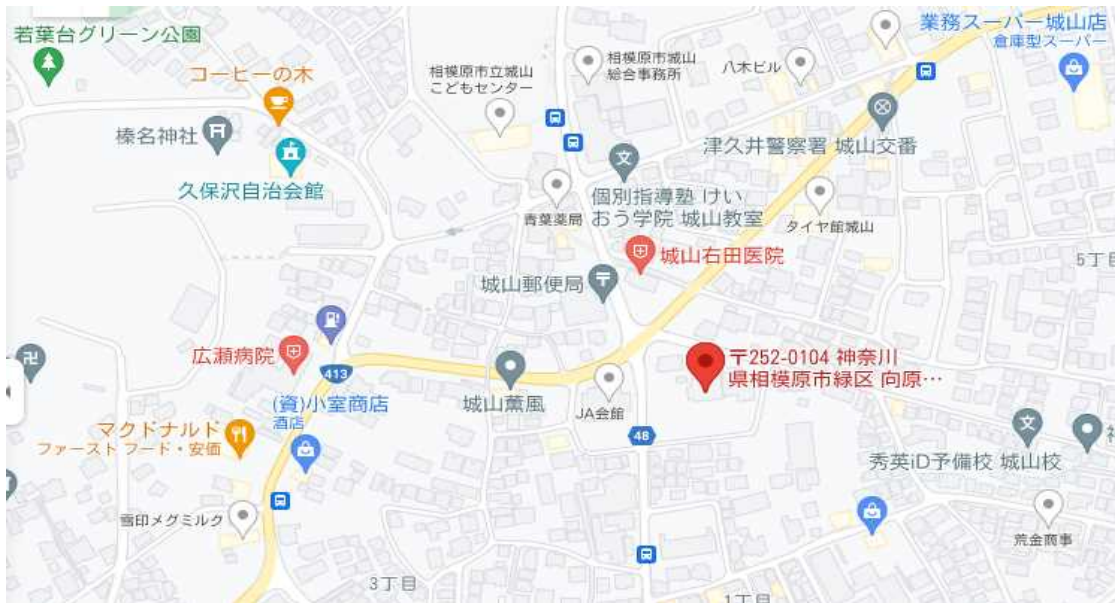 若葉台グリーン公園
業務スーパー城山店
倉庫型スーパー
コーヒーの木
相模原市立城山
こどもセンター
相模原市城山
総合事務所
八木ビル
榛名神社
久保沢自治会館
津久井警察署 城山交番
個別指導塾 けい
おう学院 城山教室
青葉薬局
タイヤ館城山
城山右田医院
5丁目
城山郵便局
広瀬病院
413
〒252-0104 神奈川
県相模原市緑区 向原…
(資)小室商店
酒店
城山薫風
JA会館
マクドナルド
ファースト フード・安価
48
秀英iD予備校 城山校
雪印メグミルク
荒金商事
3丁目
1丁目